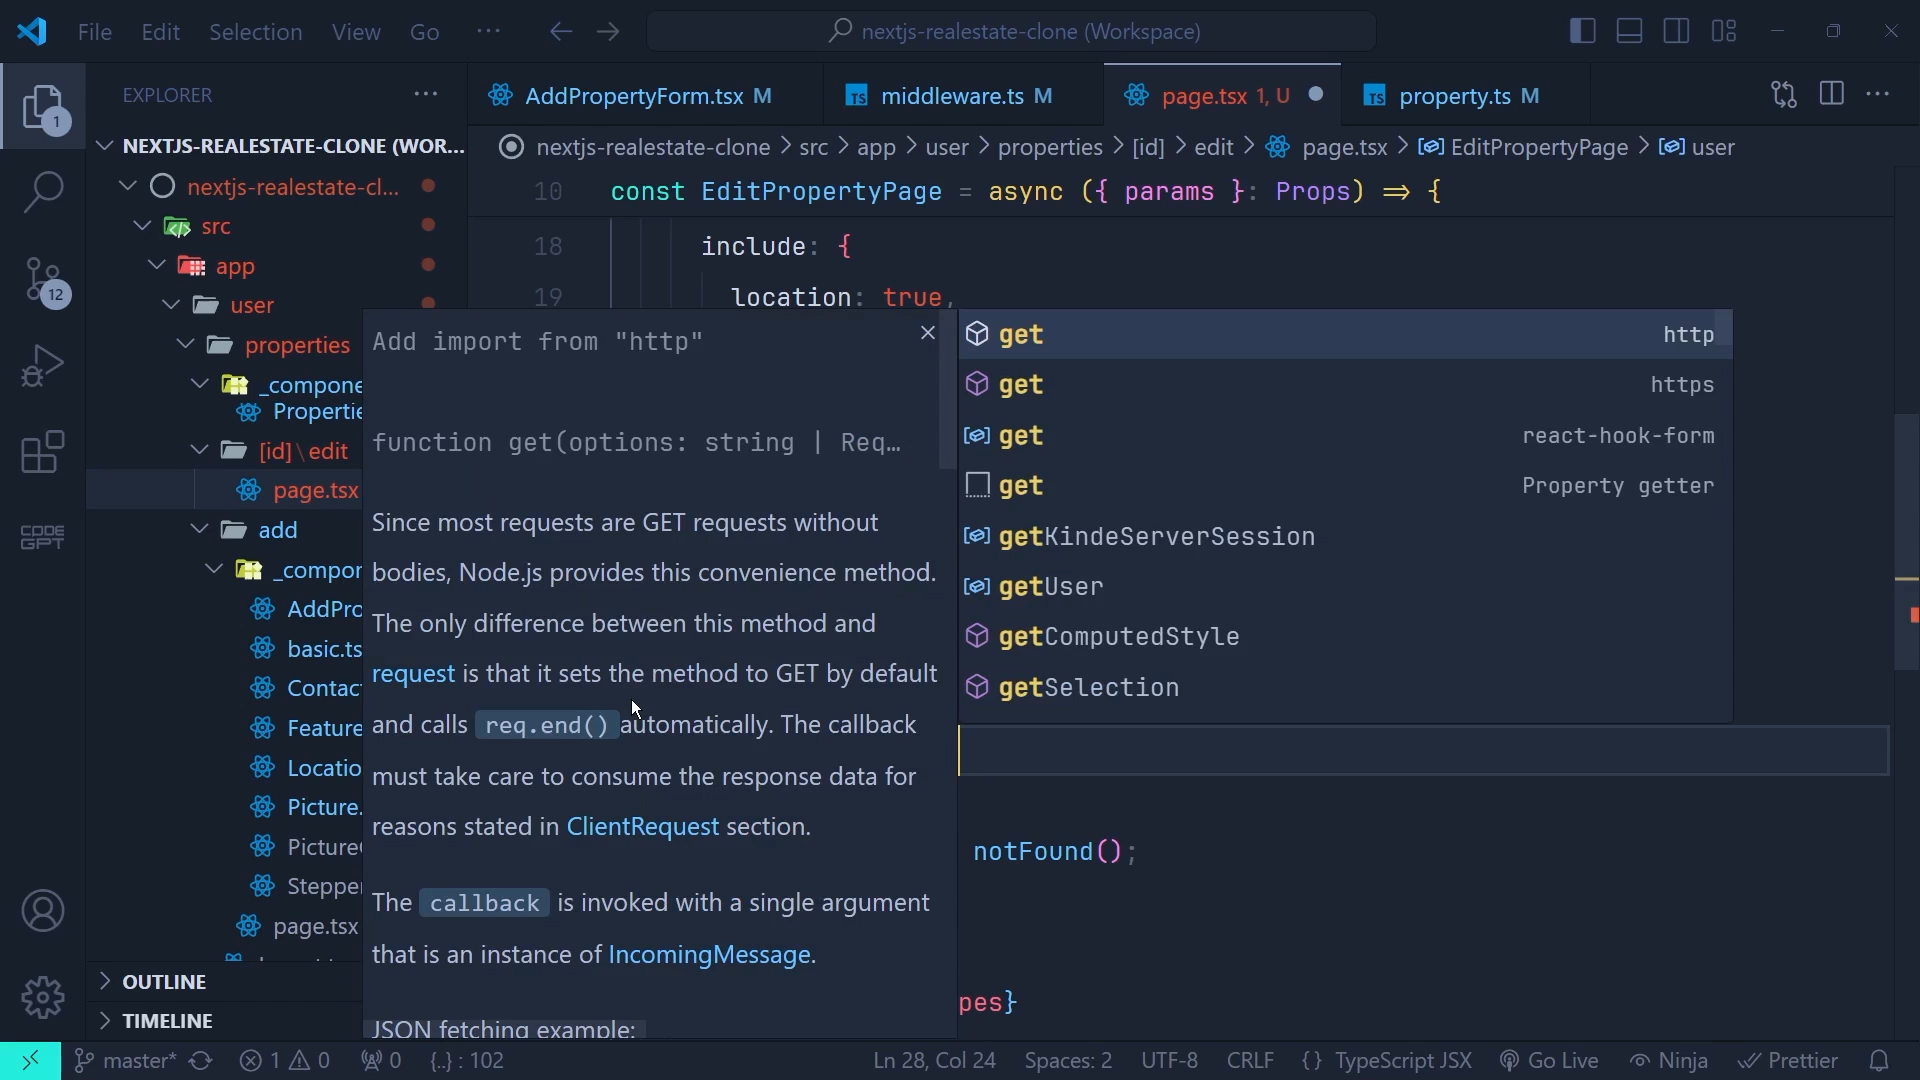 File Edit Selection View Go ··· nextjs-realestate-clone (Workspace)
EXPLORER ···
1
NEXTJS-REALESTATE-CLONE (WOR...
nextjs-realestate-cl...
src
app
user
properties
_compone
Propertie
[id]\edit
page.tsx
add
_compor
AddPro
basic.ts
Contac
Feature
Locatio
Picture.
Picture
Stepper
page.tsx
OUTLINE
TIMELINE
12
CODE
GPT
AddPropertyForm.tsx M middleware.ts M page.tsx 1, U property.ts M
nextjs-realestate-clone > src > app > user > properties > [id] > edit > page.tsx > EditPropertyPage > user
10 const EditPropertyPage = async ({ params }: Props) => {
18 include: {
19 location: true,
Add import from "http"
function get(options: string | Req…
Since most requests are GET requests without
bodies, Node.js provides this convenience method.
The only difference between this method and
request is that it sets the method to GET by default
and calls req.end() automatically. The callback
must take care to consume the response data for
reasons stated in ClientRequest section.
The callback is invoked with a single argument
that is an instance of IncomingMessage.
JSON fetching example:
get http
get https
get react-hook-form
get Property getter
getKindeServerSession
getUser
getComputedStyle
getSelection
notFound();
pes}
master* 1 0 0 {..} : 102 Ln 28, Col 24 Spaces: 2 UTF-8 CRLF {} TypeScript JSX Go Live Ninja Prettier